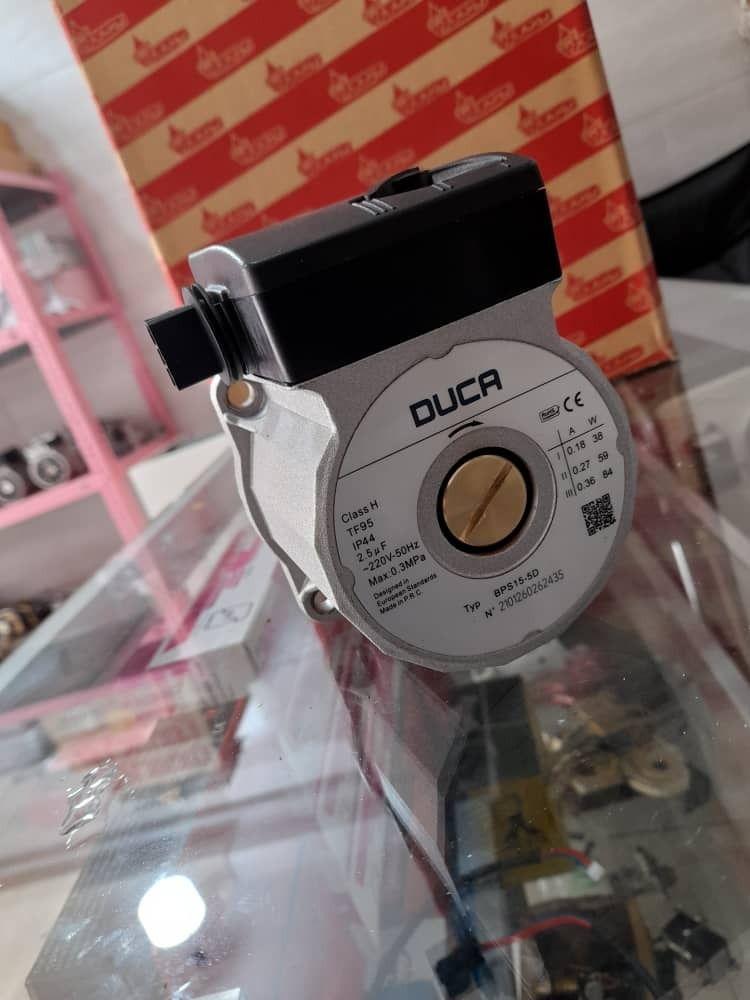 DUCA
RoHS CE
A W
I 0.18 38
II 0.27 59
III 0.36 84
Class H
TF95
IP44
2.5µF
~220V-50Hz
Max:0.3MPa
Designed in
European Standards
Made in P.R.C
Typ BPS15-5D
N° 2101260262435